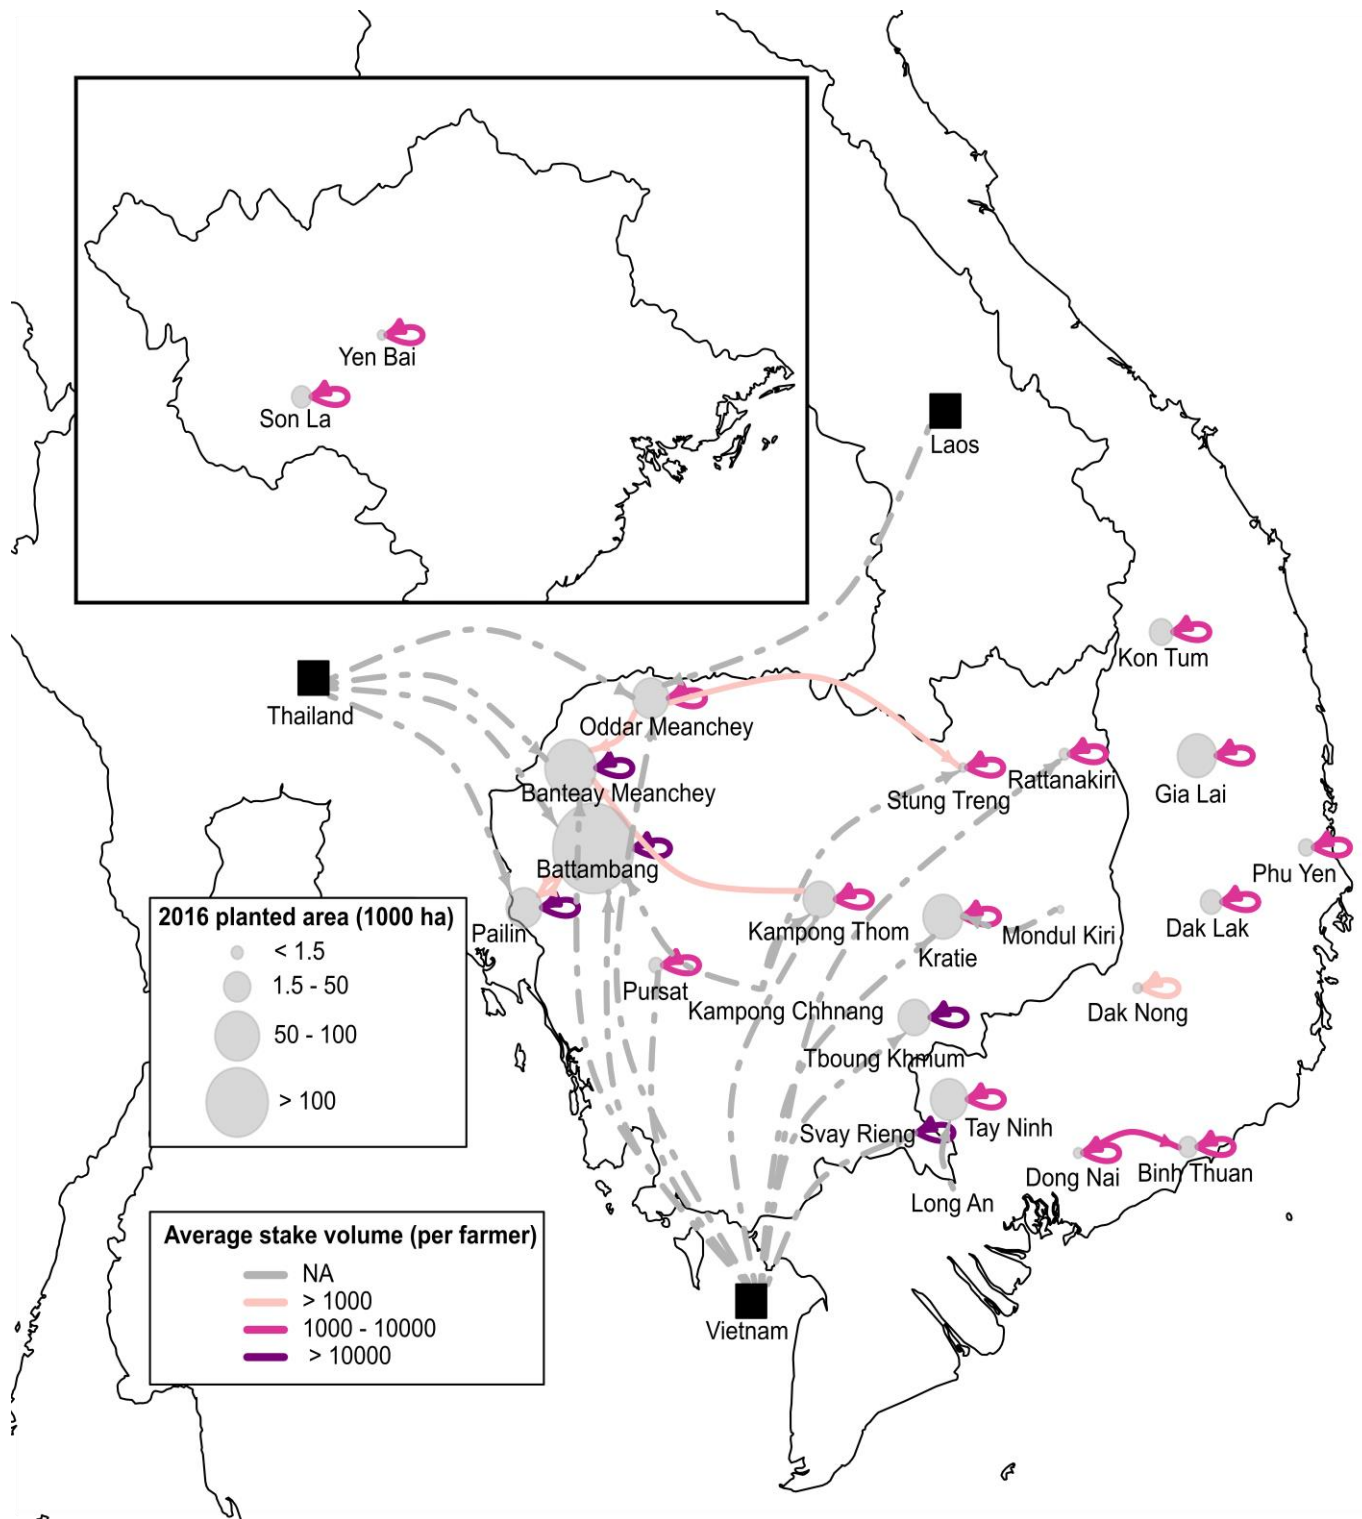 Yen Bai
Son La
Laos
Kon Tum
Thailand
Oddar Meanchey
Rattanakiri
Banteay Meanchey
Stung Treng
Gia Lai
Battambang
Phu Yen
2016 planted area (1000 ha)
< 1.5
1.5 - 50
50 - 100
> 100
Pailin
Kampong Thom
Mondul Kiri
Dak Lak
Kratie
Pursat
Kampong Chhnang
Dak Nong
Tboung Khmum
Svay Rieng
Tay Ninh
Dong Nai
Binh Thuan
Long An
Average stake volume (per farmer)
NA
> 1000
1000 - 10000
> 10000
Vietnam